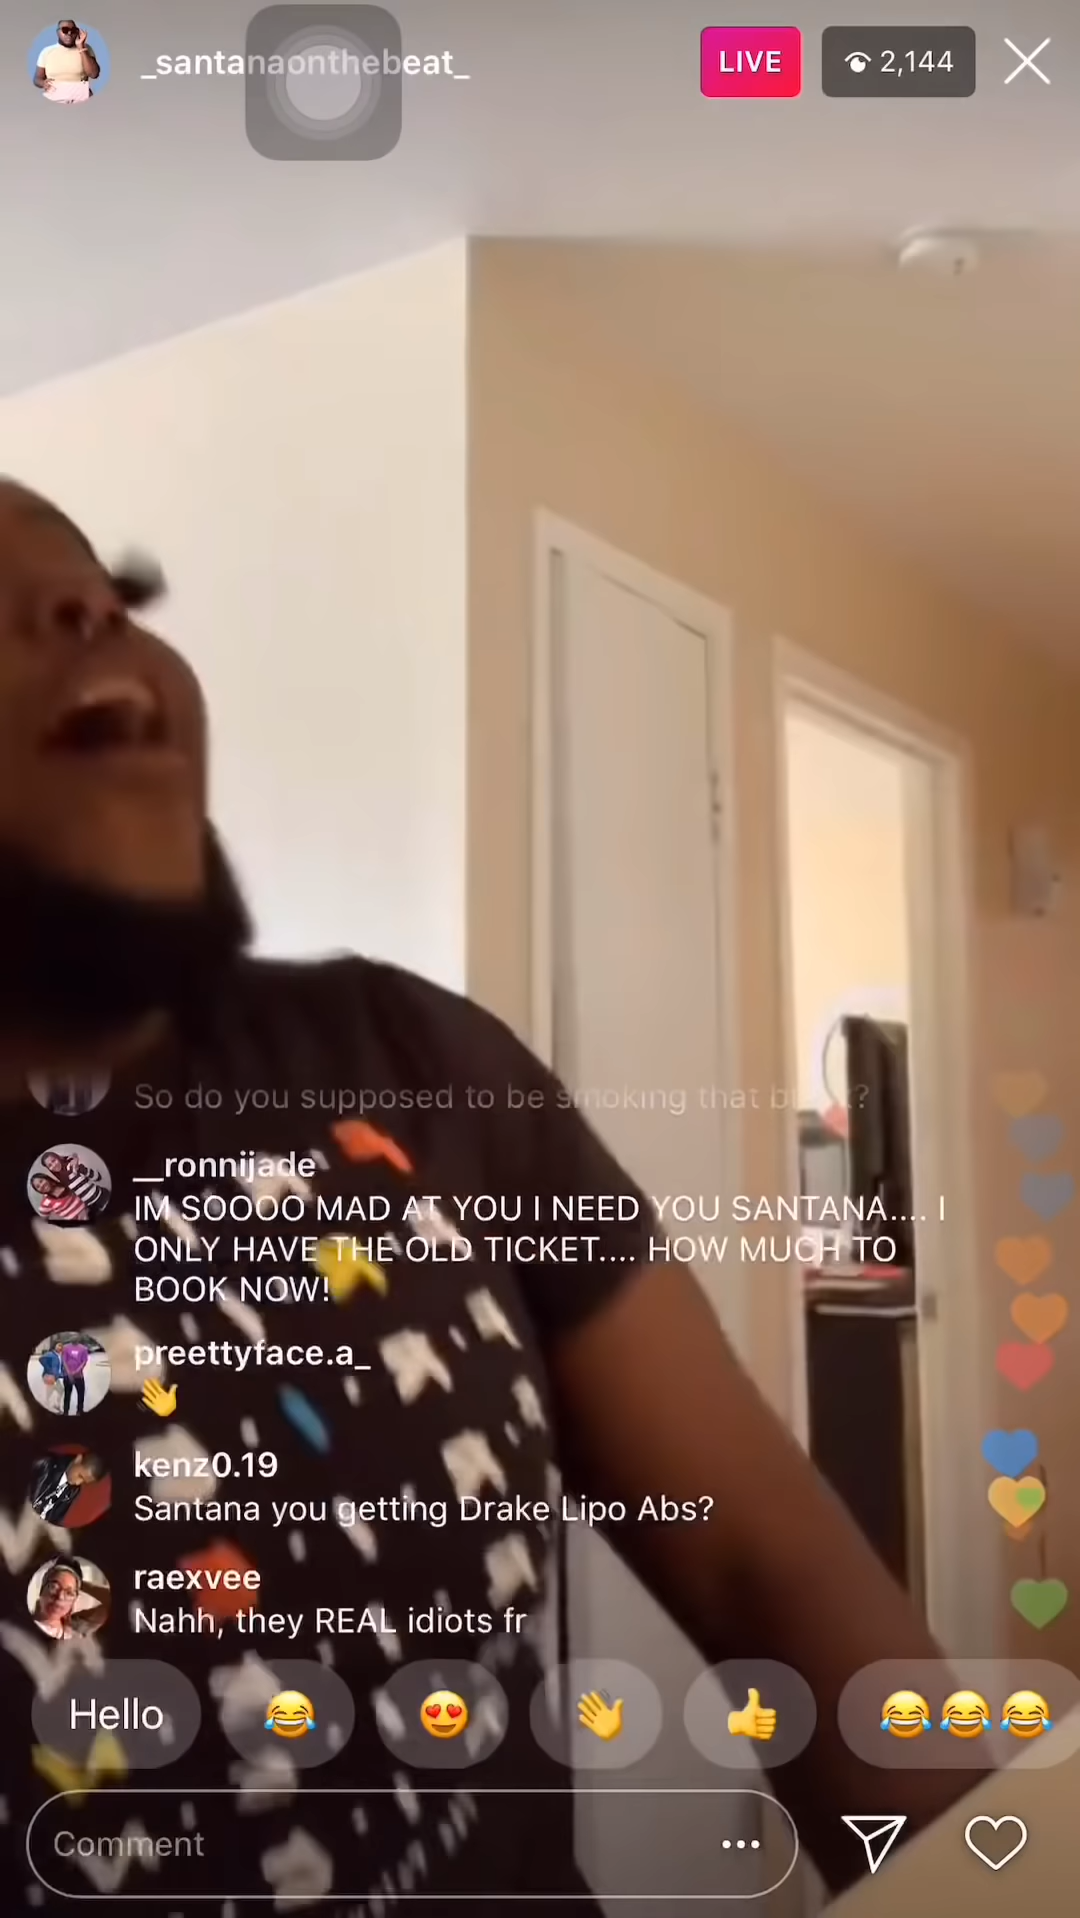 _santanaonthebeat_
LIVE
2,144
So do you supposed to be smoking that
__ronnijade
IM SOOOO MAD AT YOU I NEED YOU SANTANA.... I
ONLY HAVE THE OLD TICKET.... HOW MUCH TO
BOOK NOW!
preettyface.a_
👋
kenz0.19
Santana you getting Drake Lipo Abs?
raexvee
Nahh, they REAL idiots fr
Hello 😂 😍 👋 👍 😂😂😂
Comment